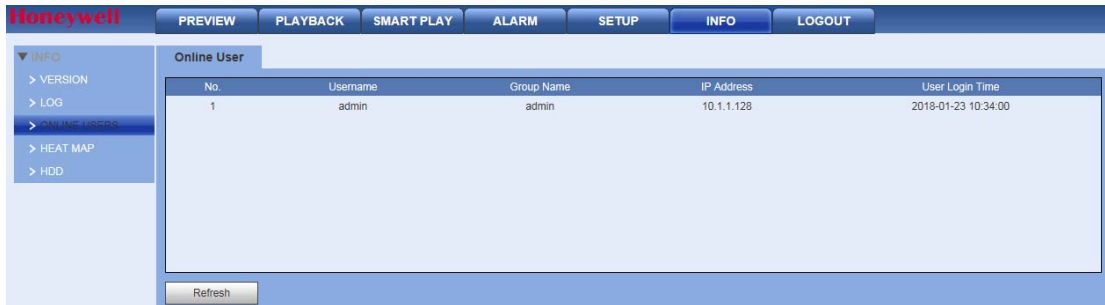 Honeywell
PREVIEW PLAYBACK SMART PLAY ALARM SETUP INFO LOGOUT
INFO
> VERSION
> LOG
> ONLINE USERS
> HEAT MAP
> HDD
Online User
No. Username Group Name IP Address User Login Time
1 admin admin 10.1.1.128 2018-01-23 10:34:00
Refresh